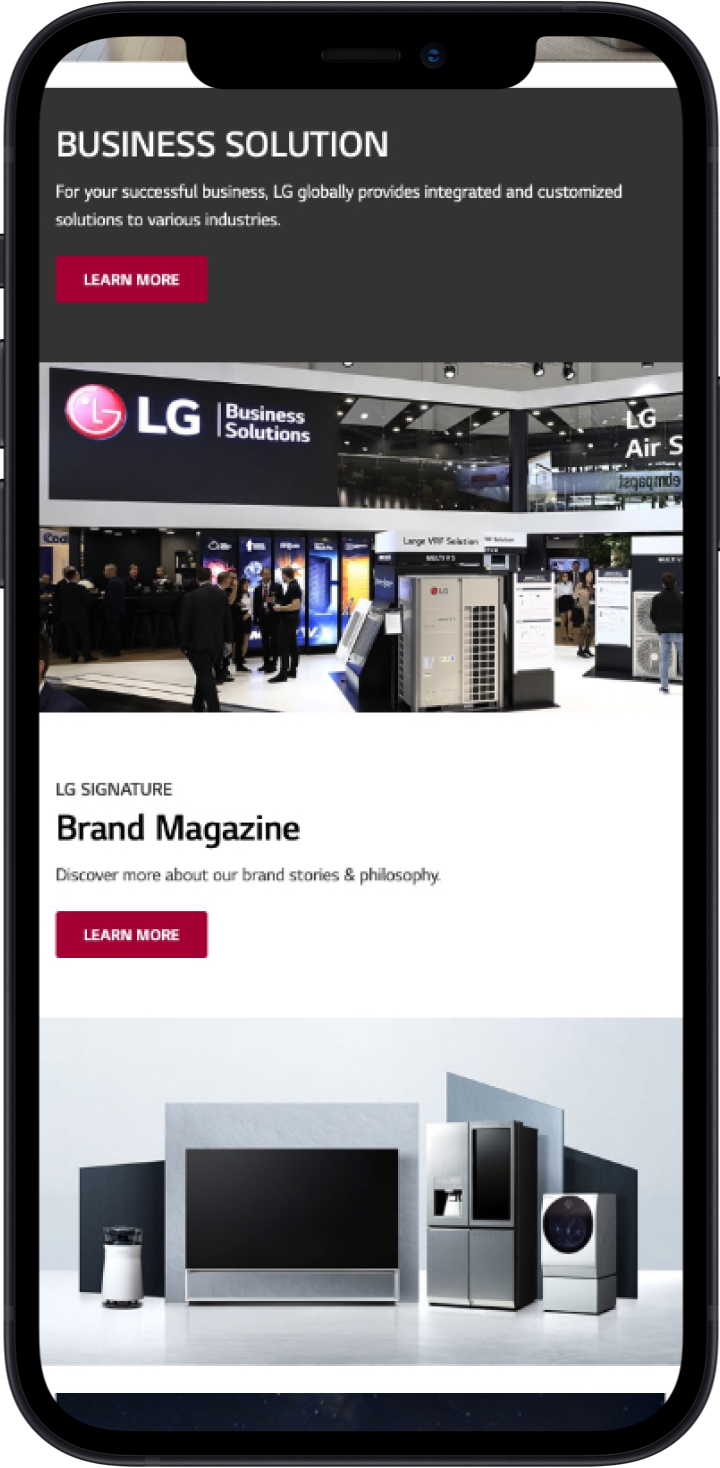 BUSINESS SOLUTION
For your successful business, LG globally provides integrated and customized
solutions to various industries.
LEARN MORE
LG
Business
Solutions
LG
Air S
Large VRF Solution
MULTI V 5
LG
LG SIGNATURE
Brand Magazine
Discover more about our brand stories & philosophy.
LEARN MORE